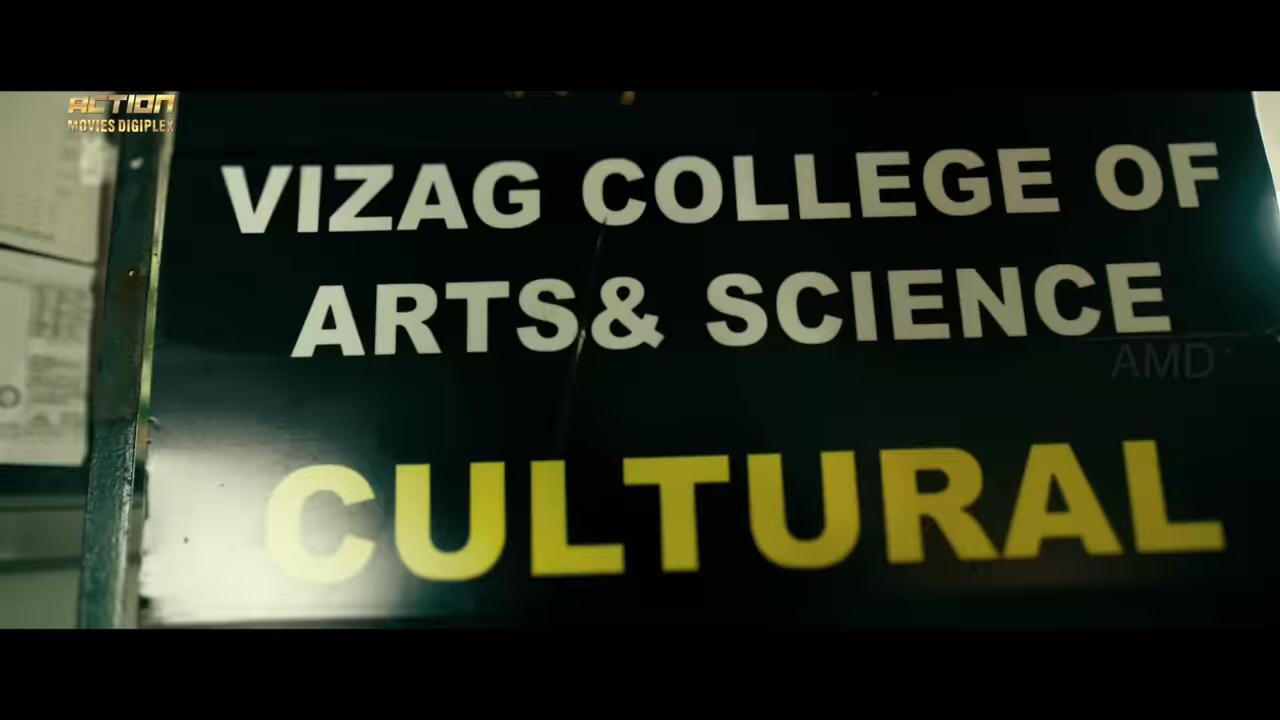 ACTION
MOVIES DIGIPLEX
VIZAG COLLEGE OF
ARTS& SCIENCE
AMD
CULTURAL